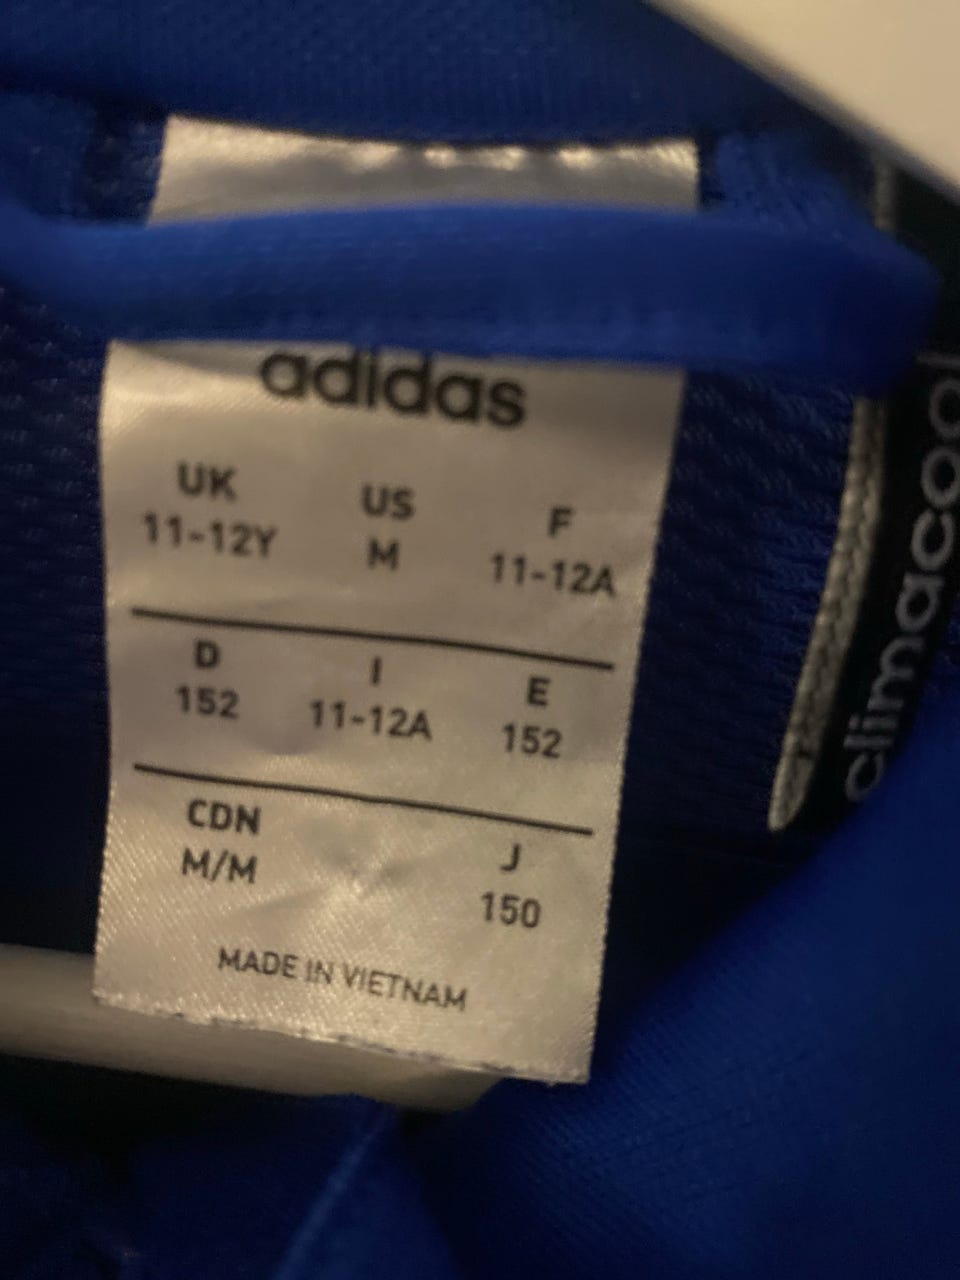 adidas
UK US F
11-12Y M 11-12A
D I E
152 11-12A 152
CDN J
M/M 150
MADE IN VIETNAM
climacool